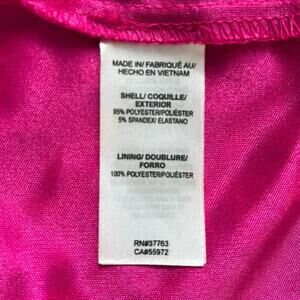 MADE IN/ FABRIQUÉ AU/
HECHO EN VIETNAM
SHELL/ COQUILLE/
EXTERIOR
95% POLYESTER/POLIÉSTER
5% SPANDEX/ ELASTANO
LINING/ DOUBLURE/
FORRO
100% POLYESTER/POLIÉSTER
RN#37763
CA#55972